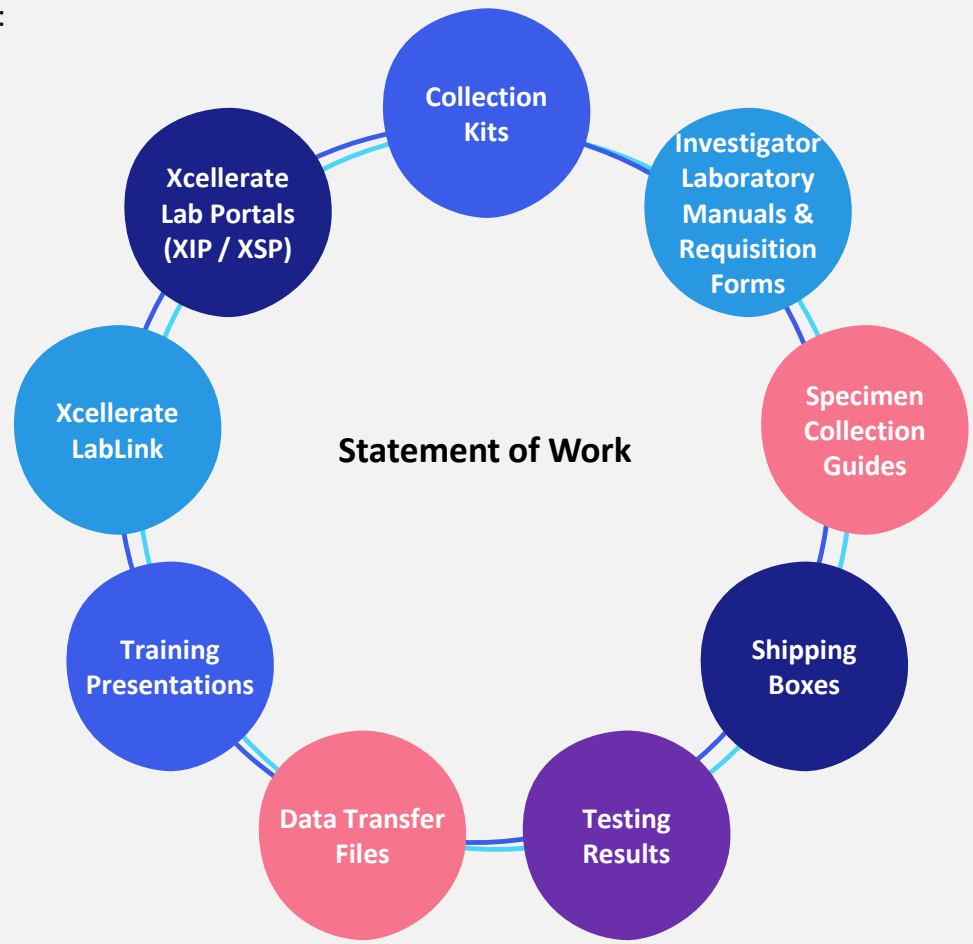 :
Collection
Kits
Investigator
Laboratory
Manuals &
Requisition
Forms
Specimen
Collection
Guides
Shipping
Boxes
Testing
Results
Data Transfer
Files
Training
Presentations
Xcellerate
LabLink
Xcellerate
Lab Portals
(XIP / XSP)
Statement of Work